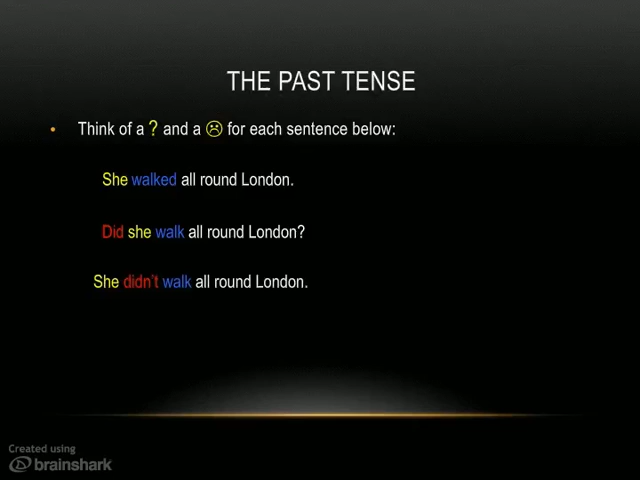 THE PAST TENSE
• Think of a ? and a ☹ for each sentence below:
She walked all round London.
Did she walk all round London?
She didn't walk all round London.
Created using
brainshark